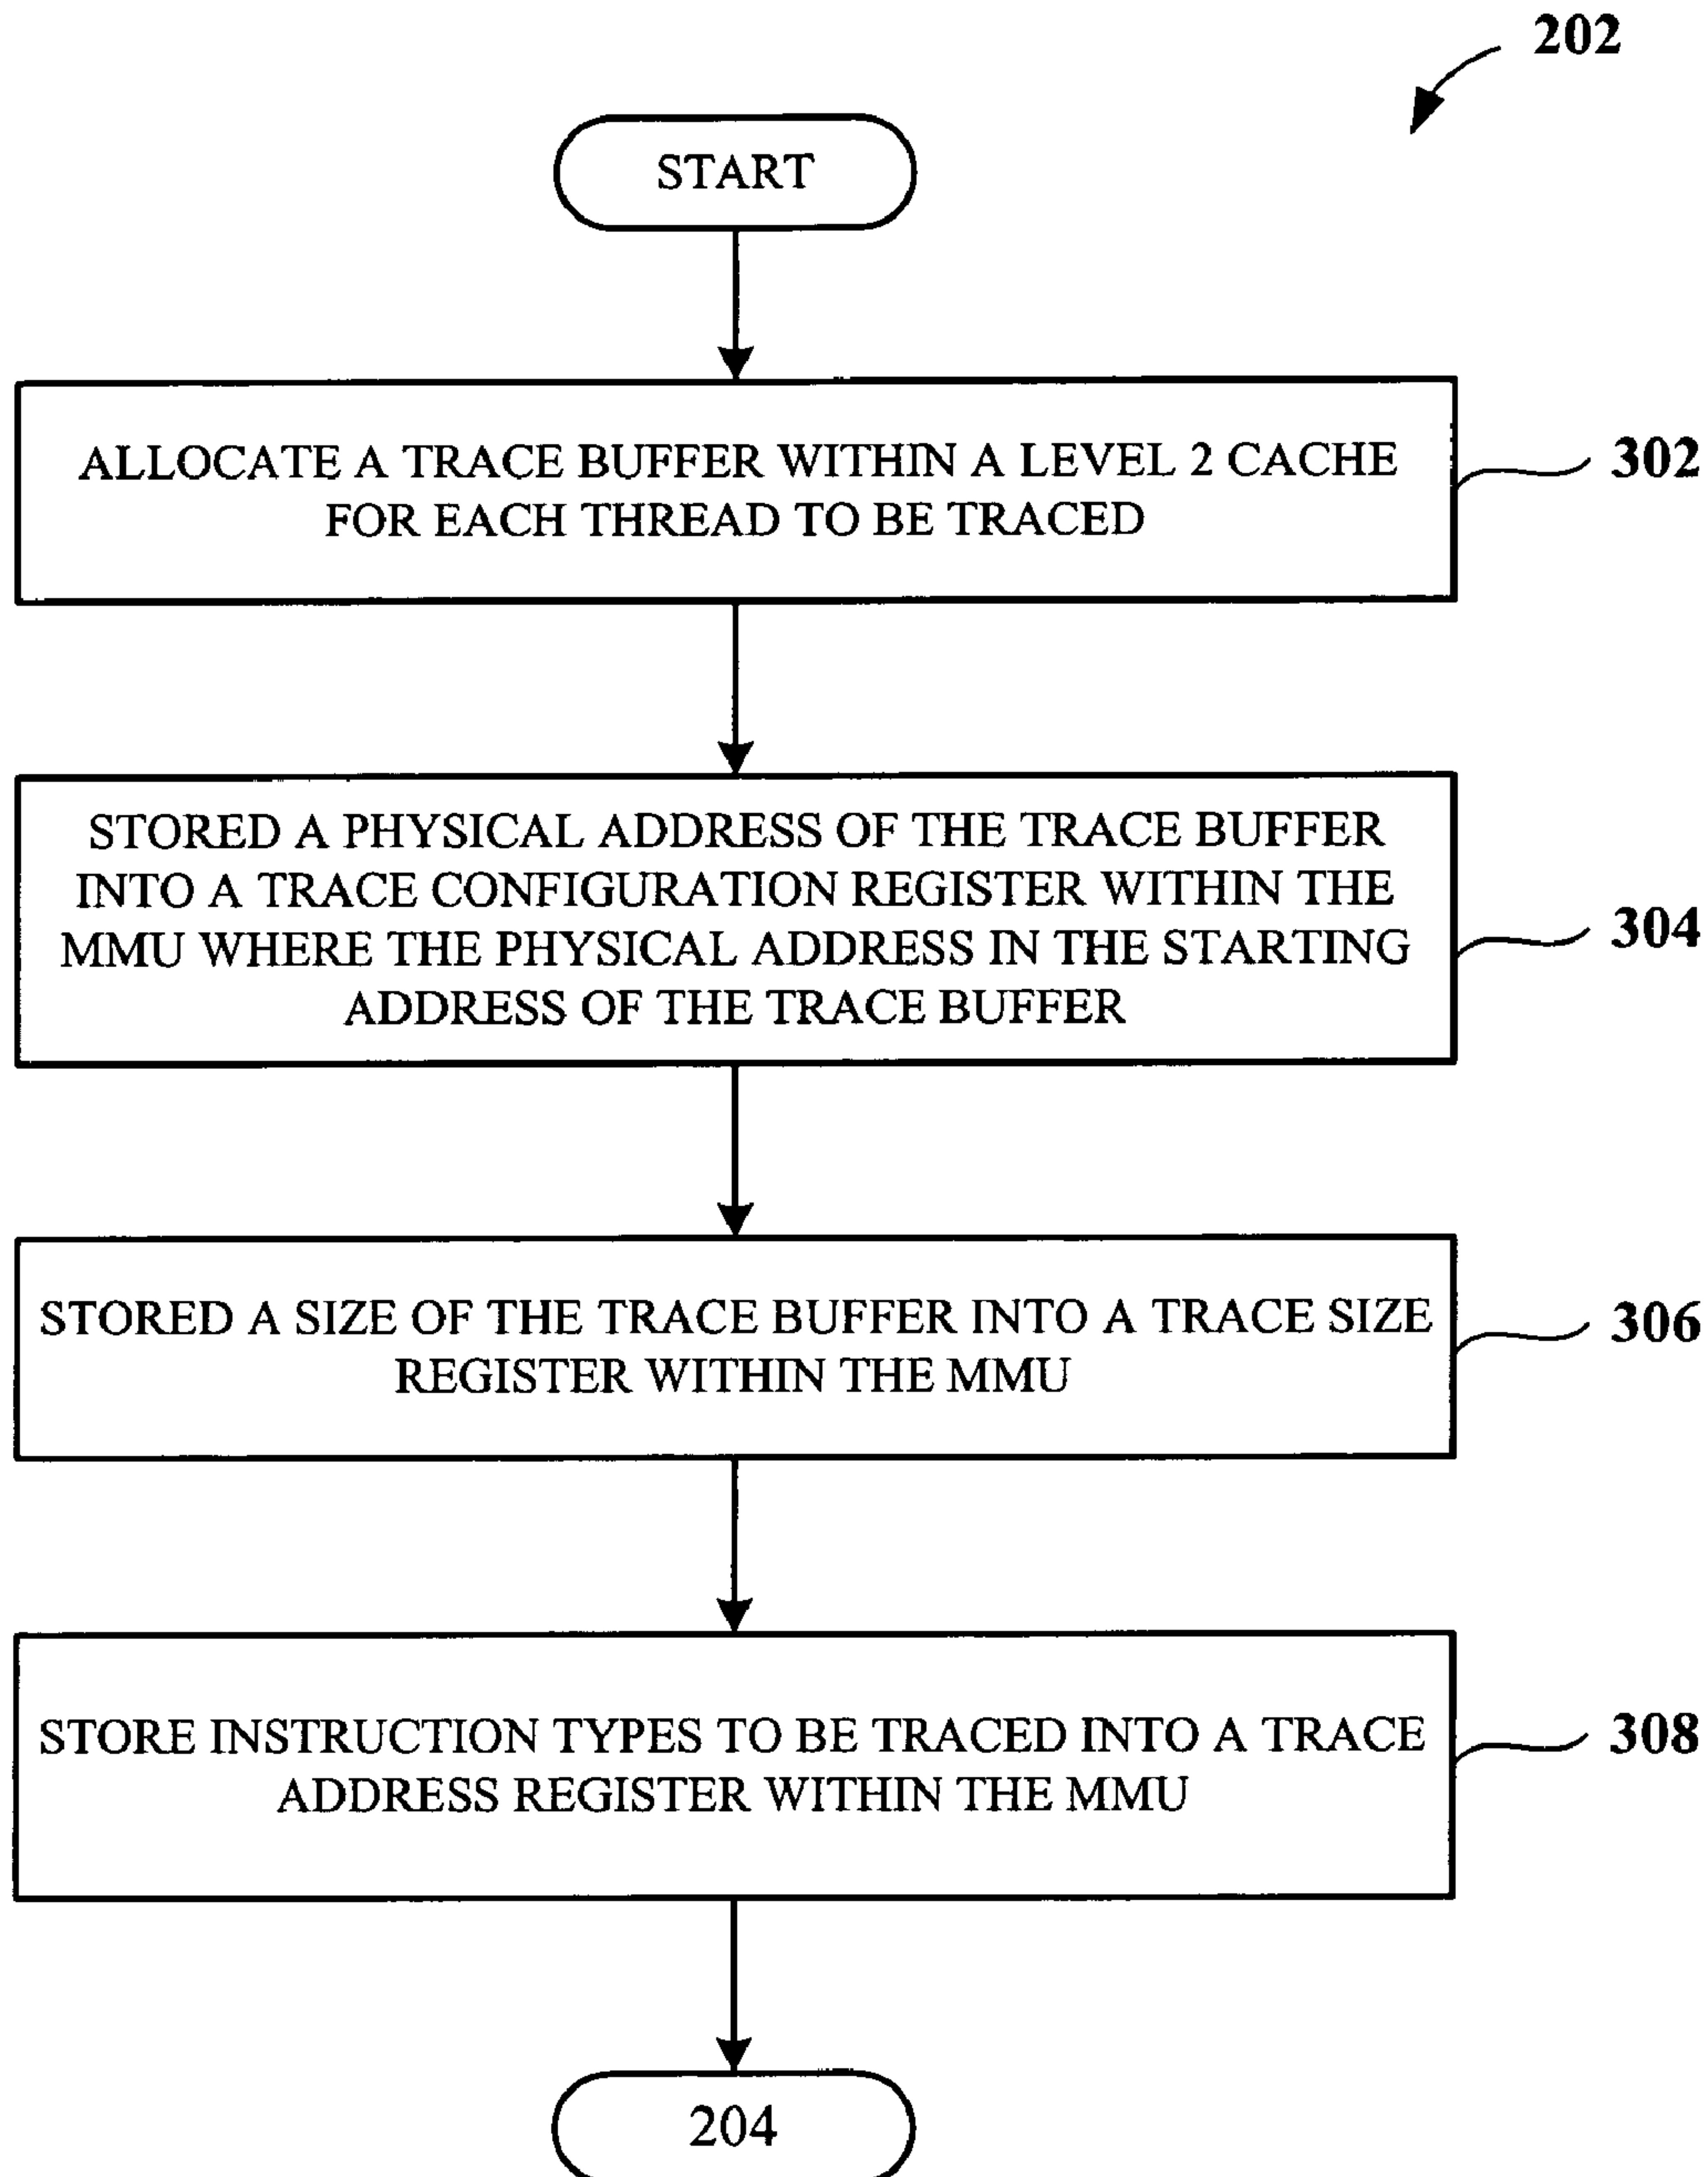 202
START
ALLOCATE A TRACE BUFFER WITHIN A LEVEL 2 CACHE
FOR EACH THREAD TO BE TRACED
302
STORED A PHYSICAL ADDRESS OF THE TRACE BUFFER
INTO A TRACE CONFIGURATION REGISTER WITHIN THE
MMU WHERE THE PHYSICAL ADDRESS IN THE STARTING
ADDRESS OF THE TRACE BUFFER
304
STORED A SIZE OF THE TRACE BUFFER INTO A TRACE SIZE
REGISTER WITHIN THE MMU
306
STORE INSTRUCTION TYPES TO BE TRACED INTO A TRACE
ADDRESS REGISTER WITHIN THE MMU
308
204